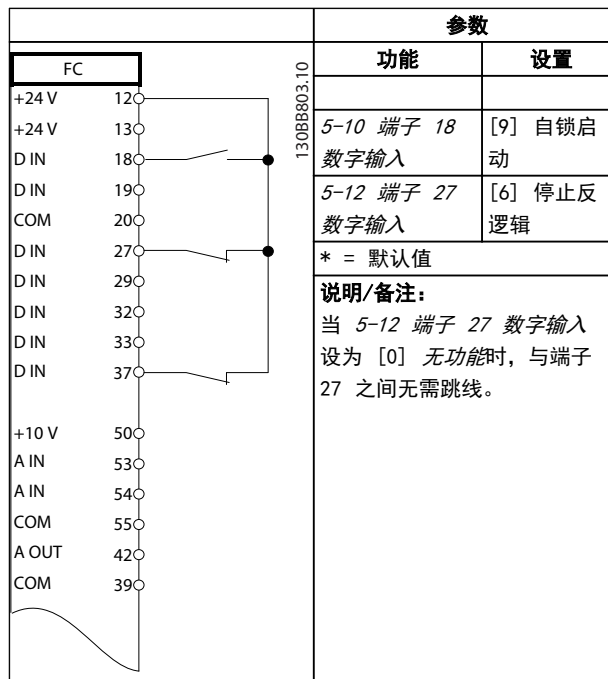 FC
+24 V 12
+24 V 13
D IN 18
D IN 19
COM 20
D IN 27
D IN 29
D IN 32
D IN 33
D IN 37
+10 V 50
A IN 53
A IN 54
COM 55
A OUT 42
COM 39
130BB803.10
参数
功能 设置
5-10 端子 18 [9] 自锁启
数字输入 动
5-12 端子 27 [6] 停止反
数字输入 逻辑
* = 默认值
说明/备注:
当 5-12 端子 27 数字输入
设为 [0] 无功能时, 与端子
27 之间无需跳线。